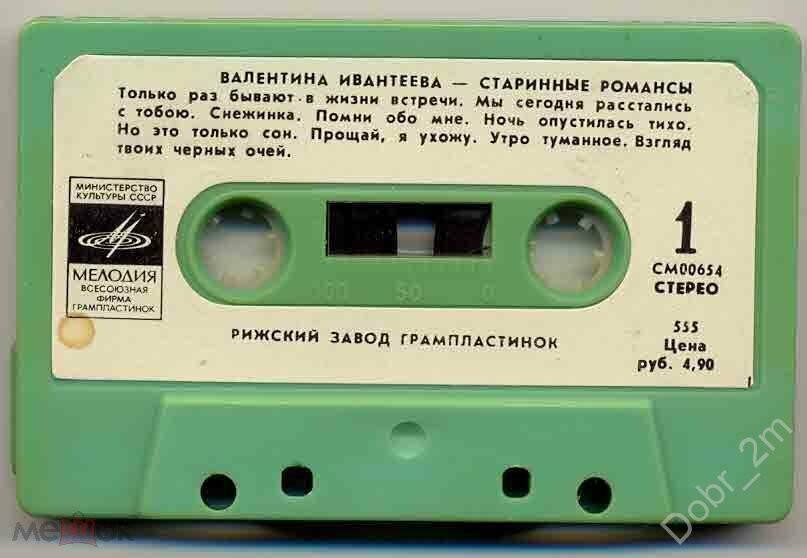 ВАЛЕНТИНА ИВАНТЕЕВА — СТАРИННЫЕ РОМАНСЫ
Только раз бывают в жизни встречи. Мы сегодня расстались
с тобою. Снежинка. Помни обо мне. Ночь опустилась тихо.
Но это только сон. Прощай, я ухожу. Утро туманное. Взгляд
твоих черных очей.
МИНИСТЕРСТВО
КУЛЬТУРЫ СССР
МЕЛОДИЯ
ВСЕСОЮЗНАЯ
ФИРМА
ГРАМПЛАСТИНОК
1
СМ00654
СТЕРЕО
100 50 0
РИЖСКИЙ ЗАВОД ГРАМПЛАСТИНОК
555
Цена
руб. 4,90
Dobr_2m
мешок